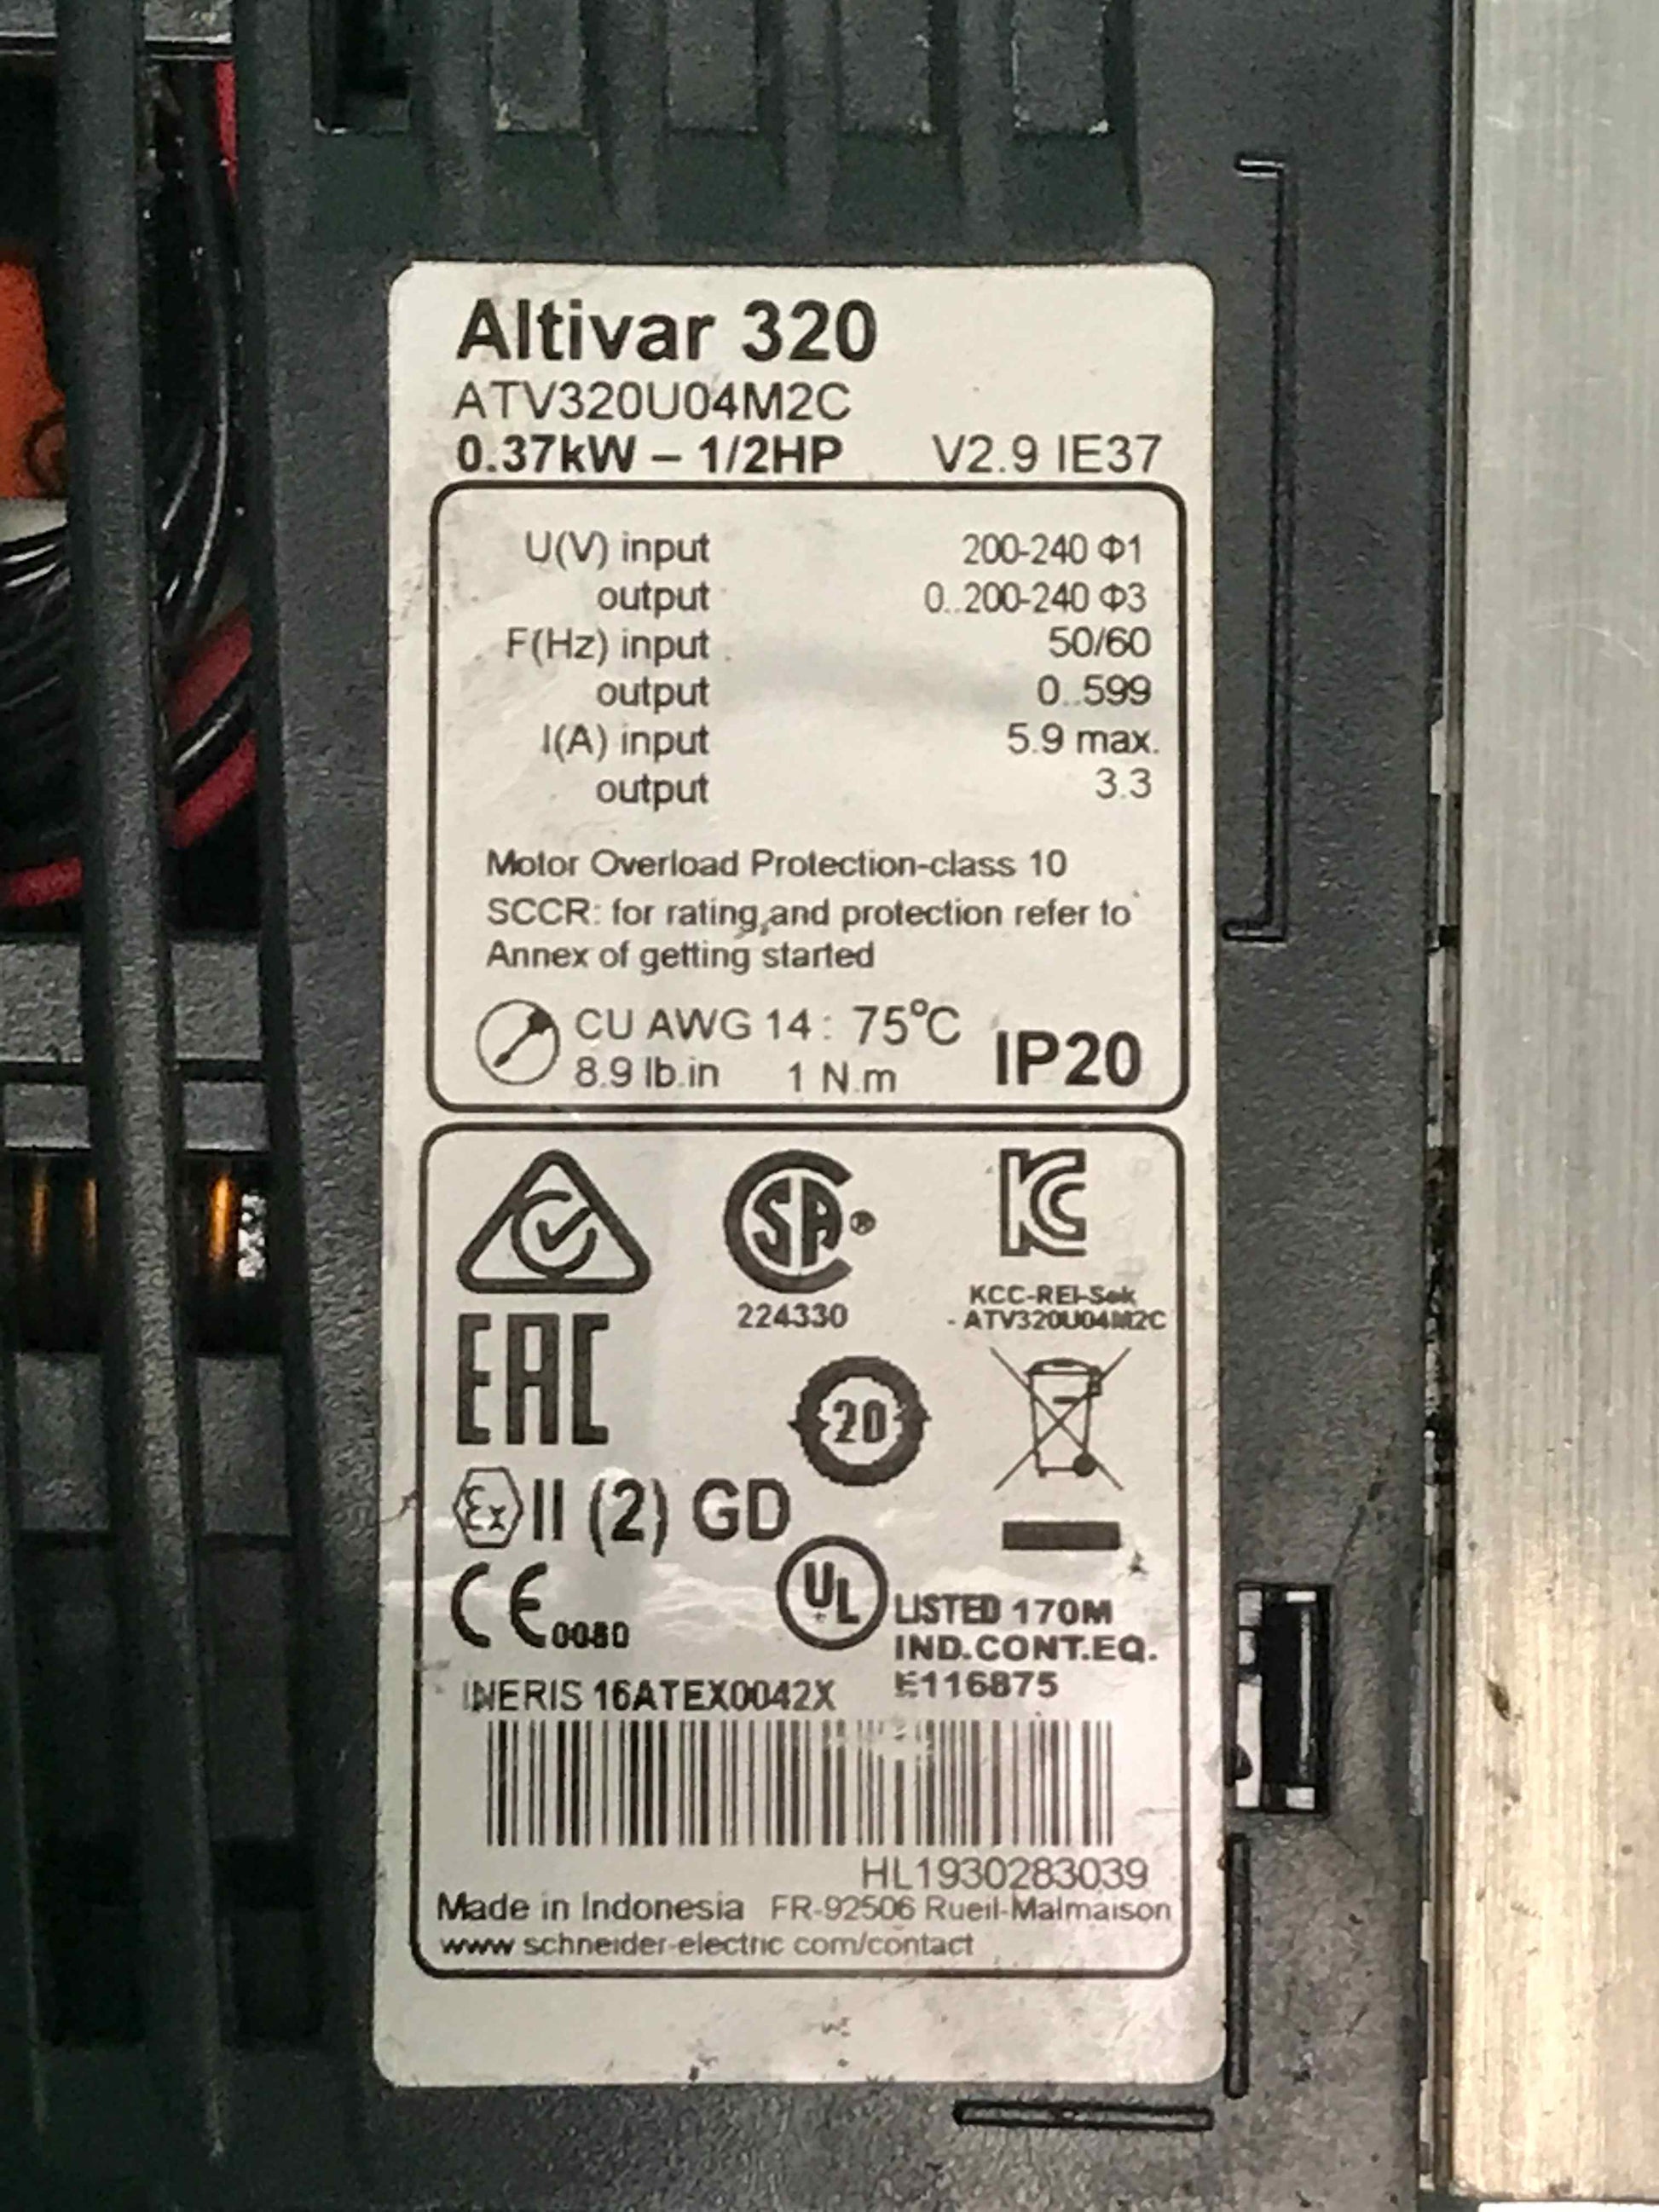 Altivar 320
ATV320U04M2C
0.37kW – 1/2HP V2.9 IE37
U(V) input 200-240 Φ1
output 0..200-240 Φ3
F(Hz) input 50/60
output 0..599
I(A) input 5.9 max.
output 3.3
Motor Overload Protection-class 10
SCCR: for rating and protection refer to
Annex of getting started
CU AWG 14 : 75°C
8.9 lb.in 1 N.m IP20
SA®
KC
224330
KCC-REI-Sek
- ATV320U04M2C
EAC
20
Ex II (2) GD
CE 0080
UL LISTED 170M
IND.CONT.EQ.
E116875
INERIS 16ATEX0042X
HL1930283039
Made in Indonesia FR-92506 Rueil-Malmaison
www.schneider-electric.com/contact